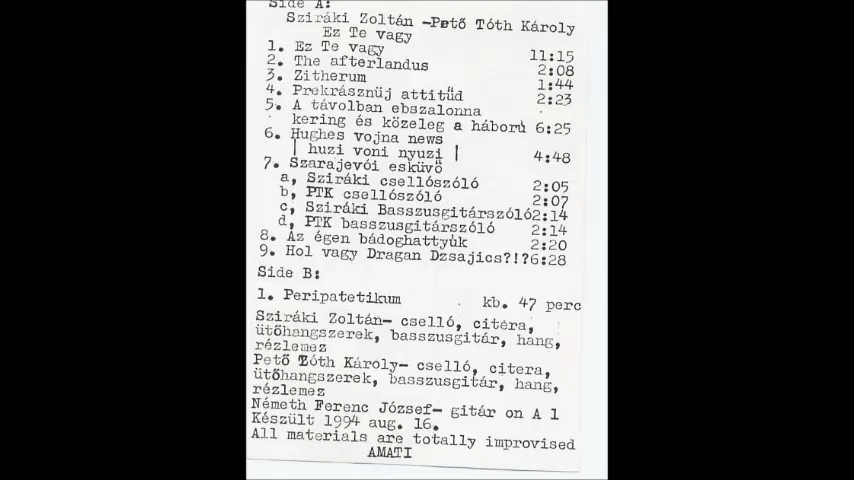 Side A:
Sziráki Zoltán -Pető Tóth Károly
Ez Te vagy
1. Ez Te vagy 11:15
2. The afterlandus 2:08
3. Zitherum 1:44
4. Prekrásznüj attitűd 2:23
5. A távolban ebszalonna
kering és közeleg a háború 6:25
6. Hughes vojna news
| huzi voni nyuzi | 4:48
7. Szarajevói esküvő
a, Sziráki csellószóló 2:05
b, PTK csellószóló 2:07
c, Sziráki Basszusgitárszóló2:14
d, PTK basszusgitárszóló 2:14
8. Az égen bádoghattyúk 2:20
9. Hol vagy Dragan Dzsajics?!?6:28
Side B:
1. Peripatetikum kb. 47 perc
Sziráki Zoltán- cselló, citera,
ütőhangszerek, basszusgitár, hang,
rézlemez
Pető Tóth Károly- cselló, citera,
ütőhangszerek, basszusgitár, hang,
rézlemez
Németh Ferenc József- gitár on A 1
Készült 1994 aug. 16.
All materials are totally improvised
AMATI